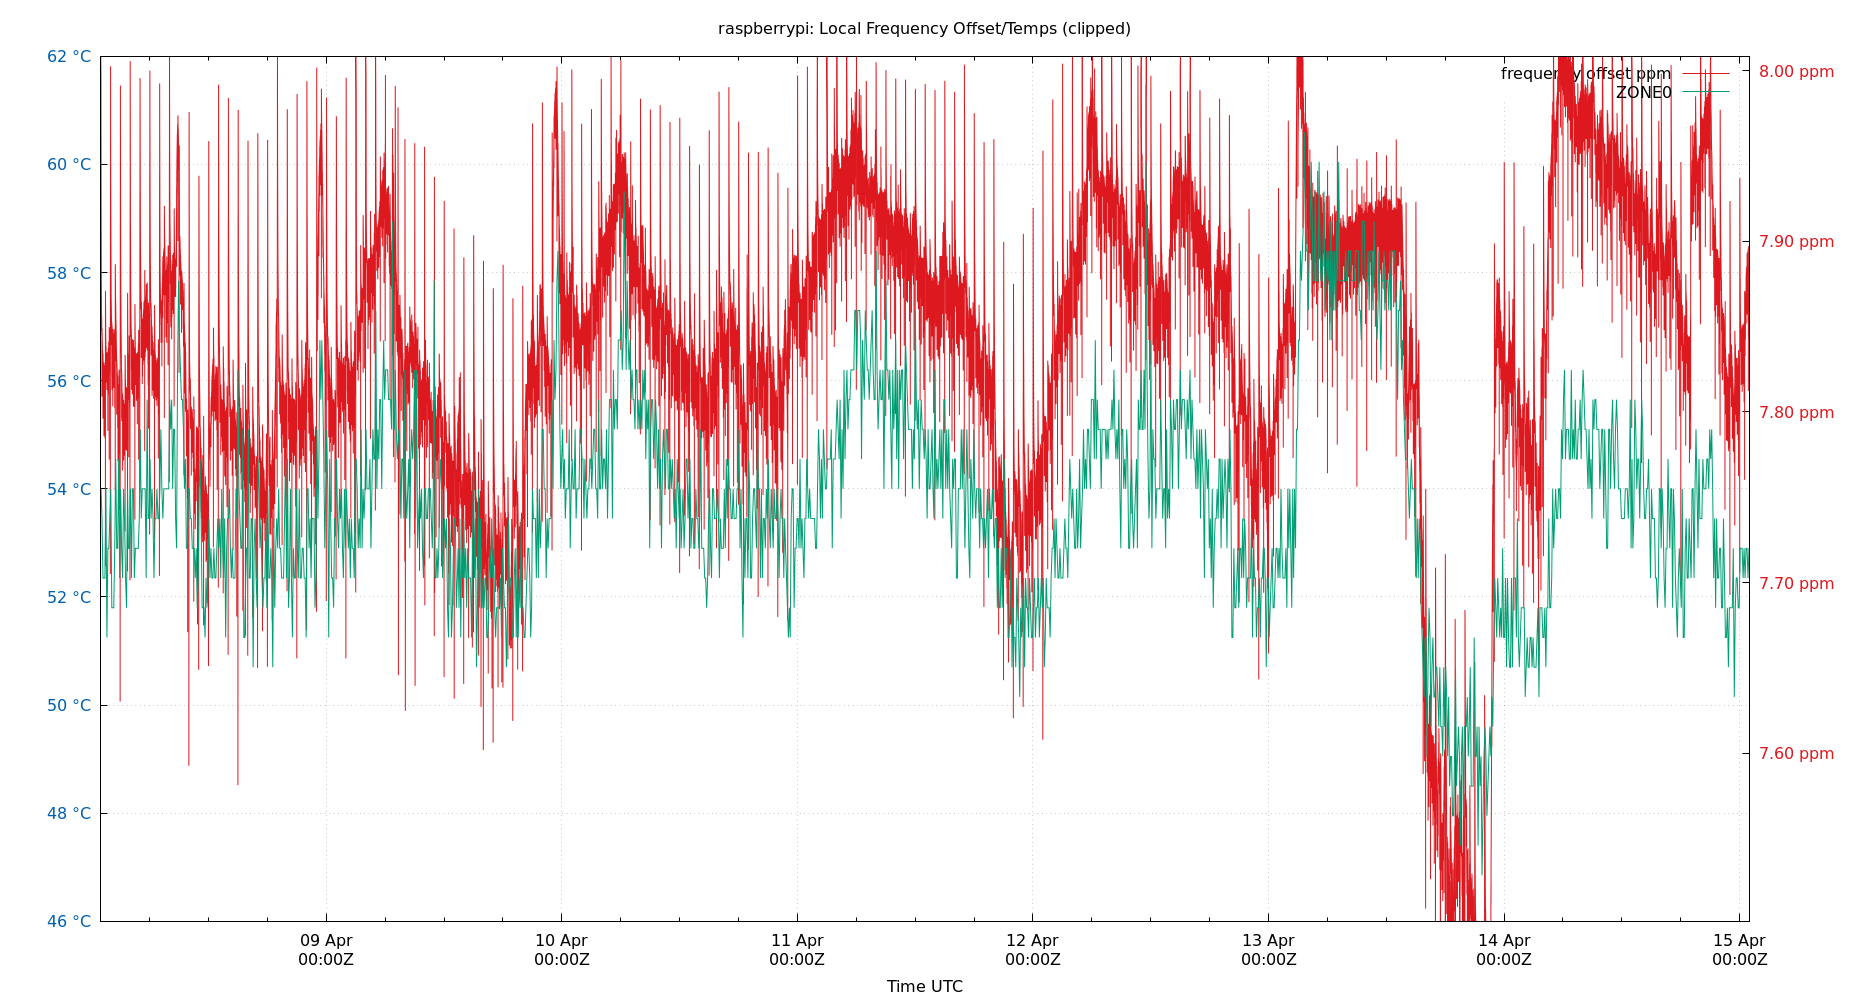 raspberrypi: Local Frequency Offset/Temps (clipped)
62 °C
60 °C
58 °C
56 °C
54 °C
52 °C
50 °C
48 °C
46 °C
frequency offset ppm
ZONE0
8.00 ppm
7.90 ppm
7.80 ppm
7.70 ppm
7.60 ppm
09 Apr
00:00Z
10 Apr
00:00Z
11 Apr
00:00Z
12 Apr
00:00Z
13 Apr
00:00Z
14 Apr
00:00Z
15 Apr
00:00Z
Time UTC